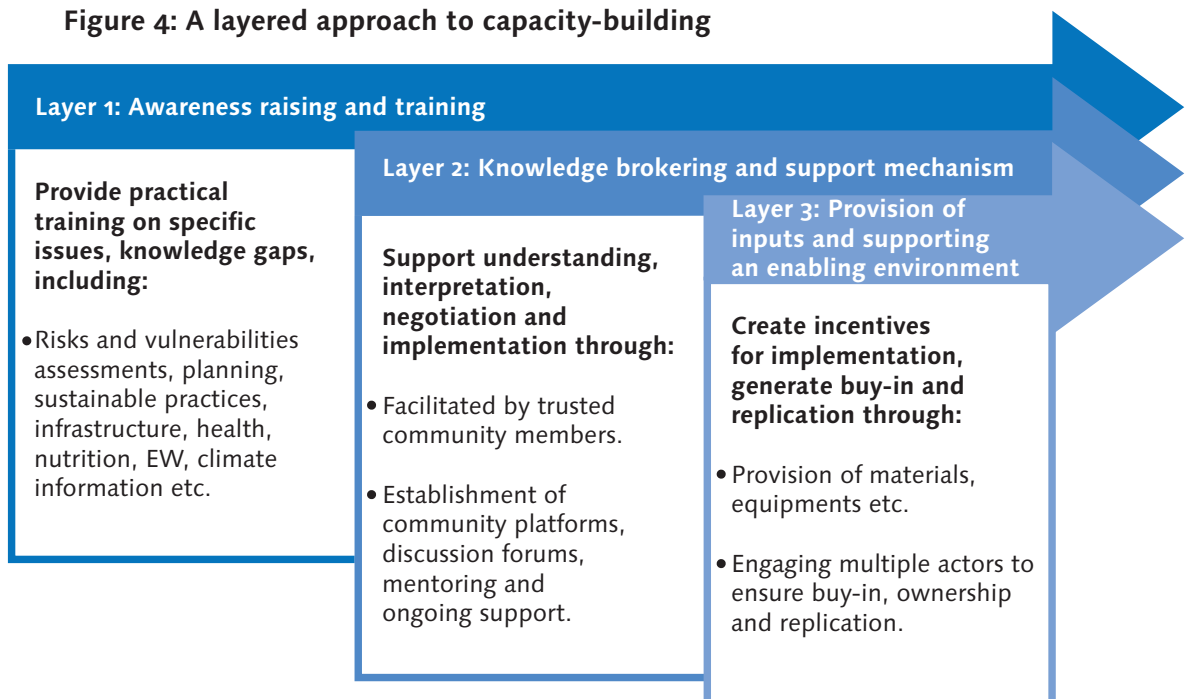 Figure 4: A layered approach to capacity-building
Layer 1: Awareness raising and training
Provide practical
training on specific
issues, knowledge gaps,
including:
•Risks and vulnerabilities
assessments, planning,
sustainable practices,
infrastructure, health,
nutrition, EW, climate
information etc.
Layer 2: Knowledge brokering and support mechanism
Support understanding,
interpretation,
negotiation and
implementation through:
• Facilitated by trusted
community members.
• Establishment of
community platforms,
discussion forums,
mentoring and
ongoing support.
Layer 3: Provision of
inputs and supporting
an enabling environment
Create incentives
for implementation,
generate buy-in and
replication through:
• Provision of materials,
equipments etc.
• Engaging multiple actors to
ensure buy-in, ownership
and replication.